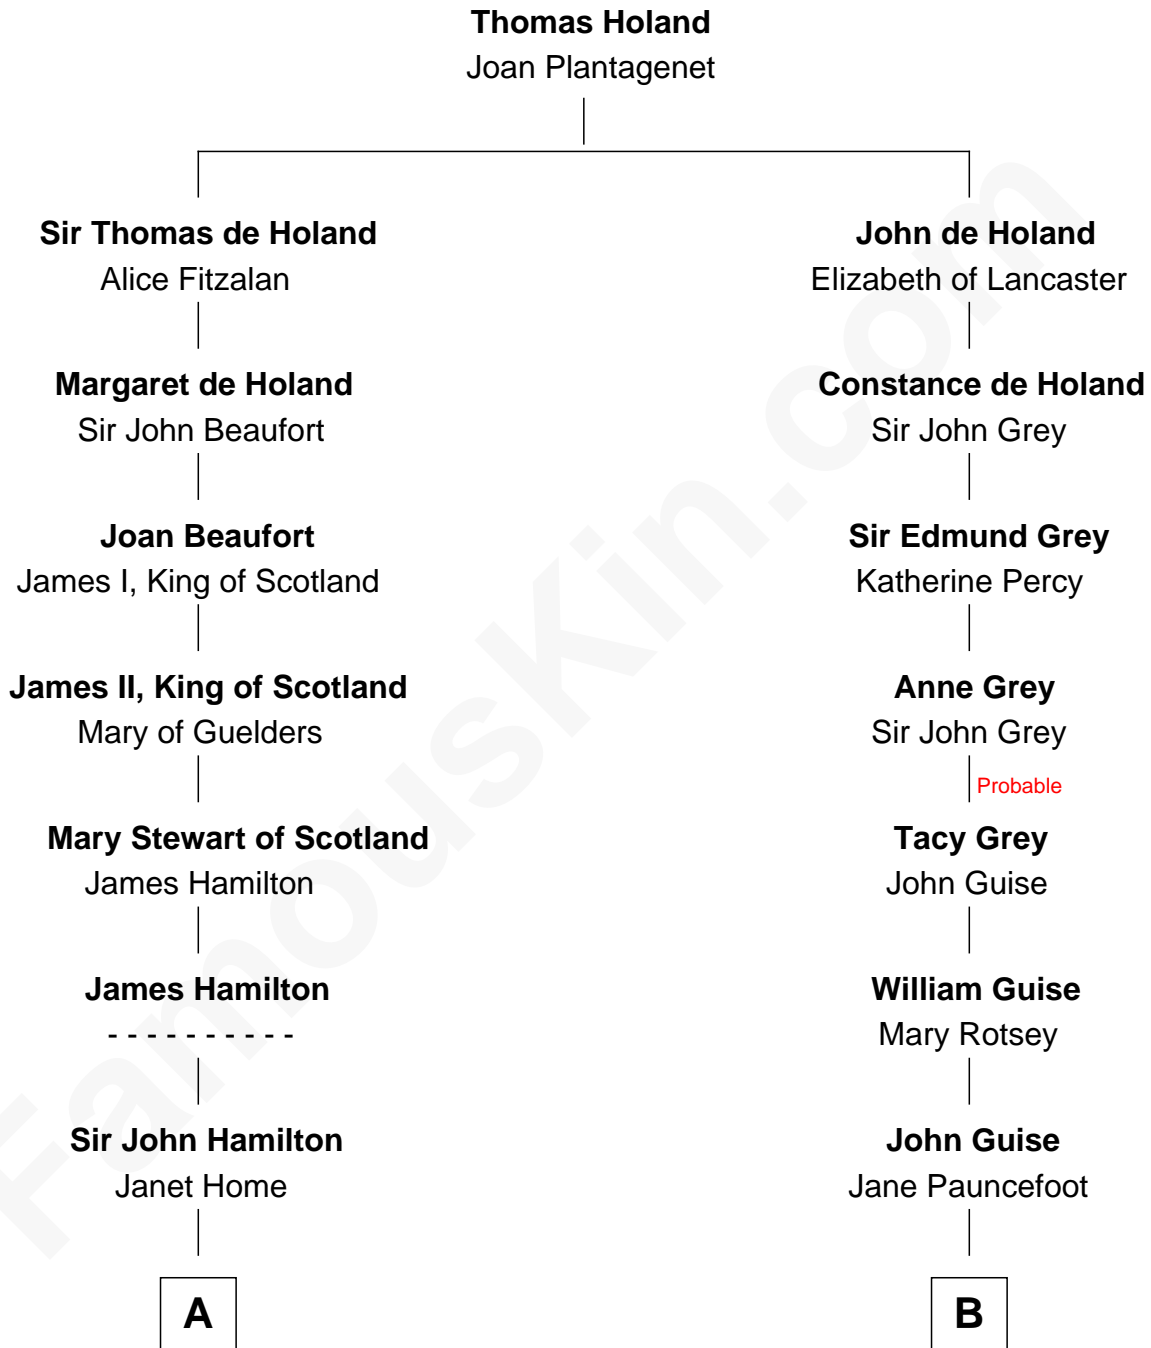 Thomas Holand
Joan Plantagenet
Sir Thomas de Holand
Alice Fitzalan
Margaret de Holand
Sir John Beaufort
Joan Beaufort
James I, King of Scotland
James II, King of Scotland
Mary of Guelders
Mary Stewart of Scotland
James Hamilton
James Hamilton
- - - - - - - - - -
Sir John Hamilton
Janet Home
A
John de Holand
Elizabeth of Lancaster
Constance de Holand
Sir John Grey
Sir Edmund Grey
Katherine Percy
Anne Grey
Sir John Grey
Probable
Tacy Grey
John Guise
William Guise
Mary Rotsey
John Guise
Jane Pauncefoot
B
FamousKin.com